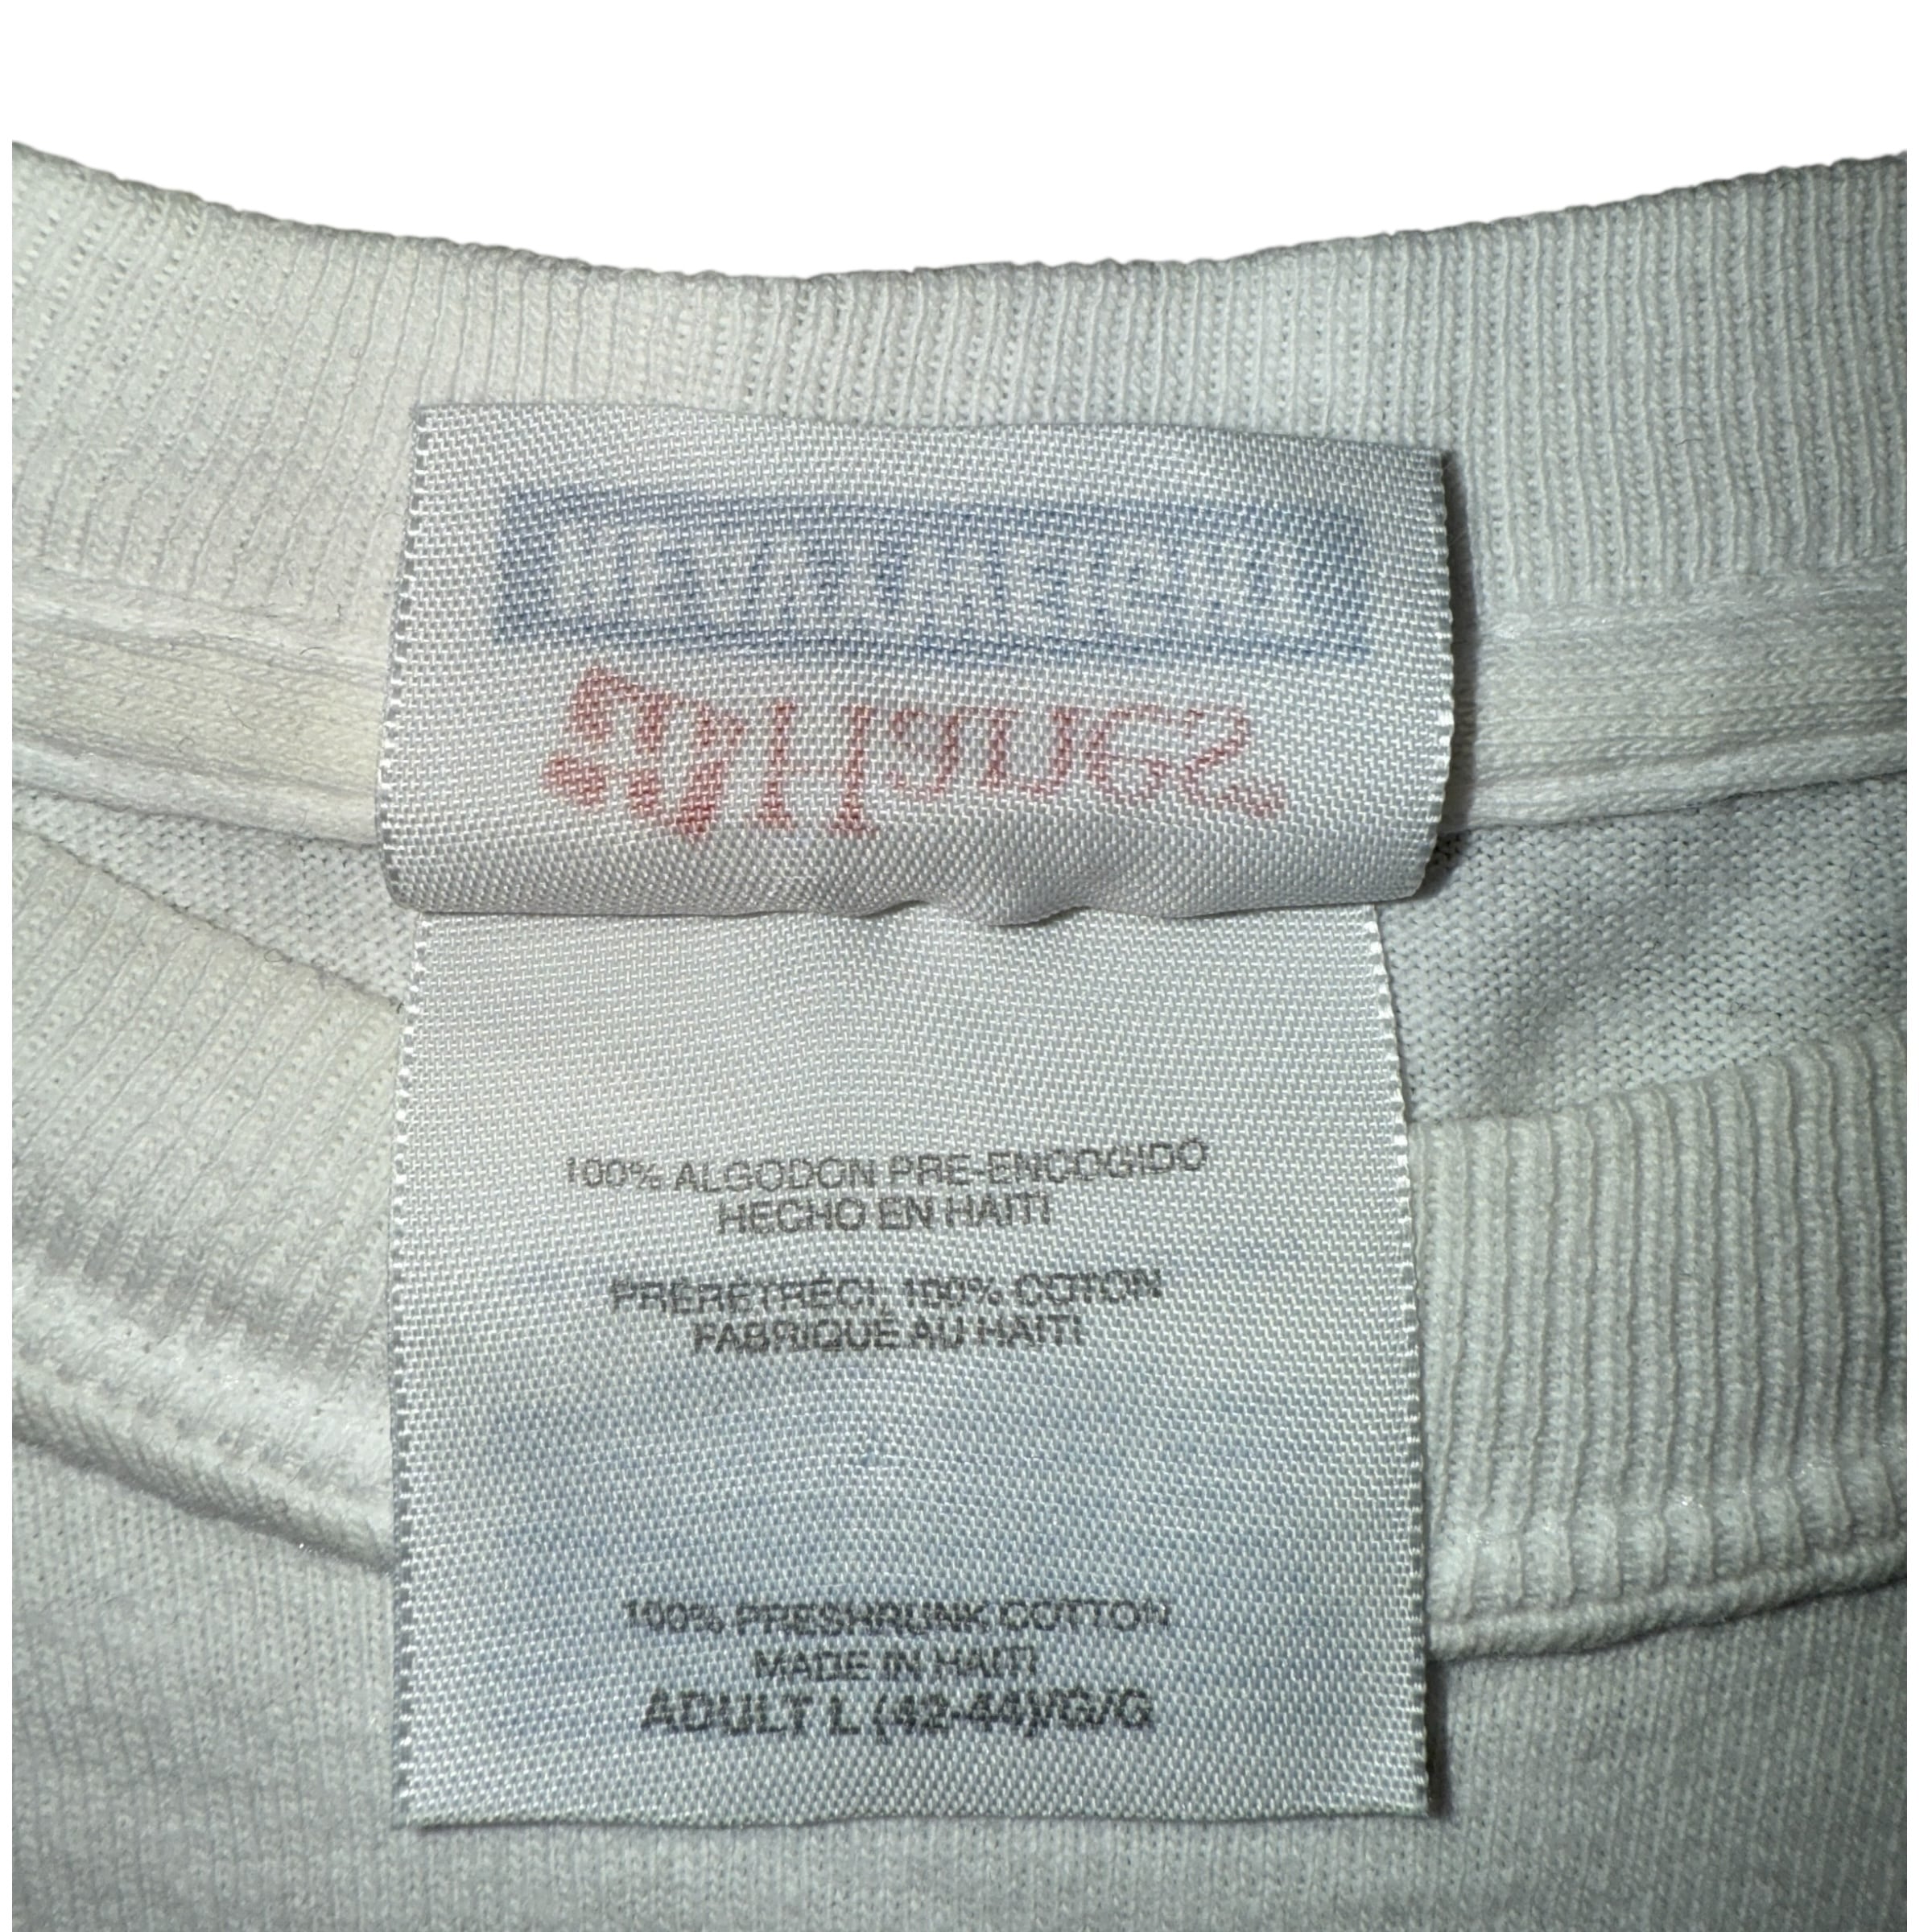 100% ALGODON PRE-ENCOGIDO
HECHO EN HAITI
PRÉRÉTRÉCI, 100% COTON
FABRIQUÉ AU HAITI
100% PRESHRUNK COTTON
MADE IN HAITI
ADULT L (42-44)/G/G